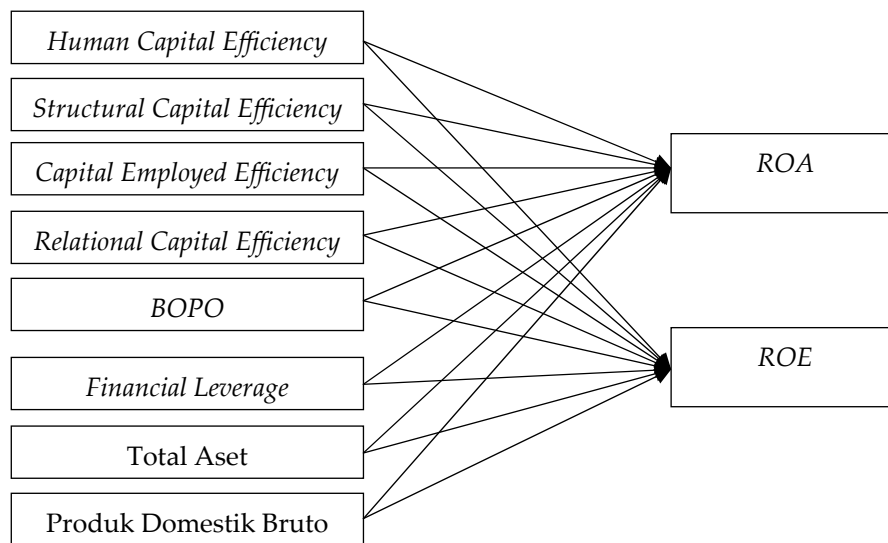 Human Capital Efficiency
Structural Capital Efficiency
Capital Employed Efficiency
Relational Capital Efficiency
BOPO
Financial Leverage
Total Aset
Produk Domestik Bruto
ROA
ROE